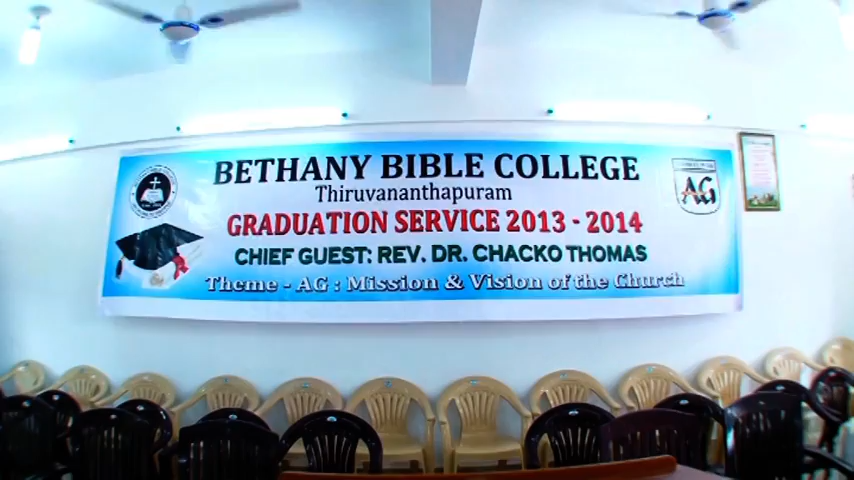 BETHANY BIBLE COLLEGE
Thiruvananthapuram
GRADUATION SERVICE 2013 - 2014
CHIEF GUEST: REV. DR. CHACKO THOMAS
Theme - AG : Mission & Vision of the Church
AG